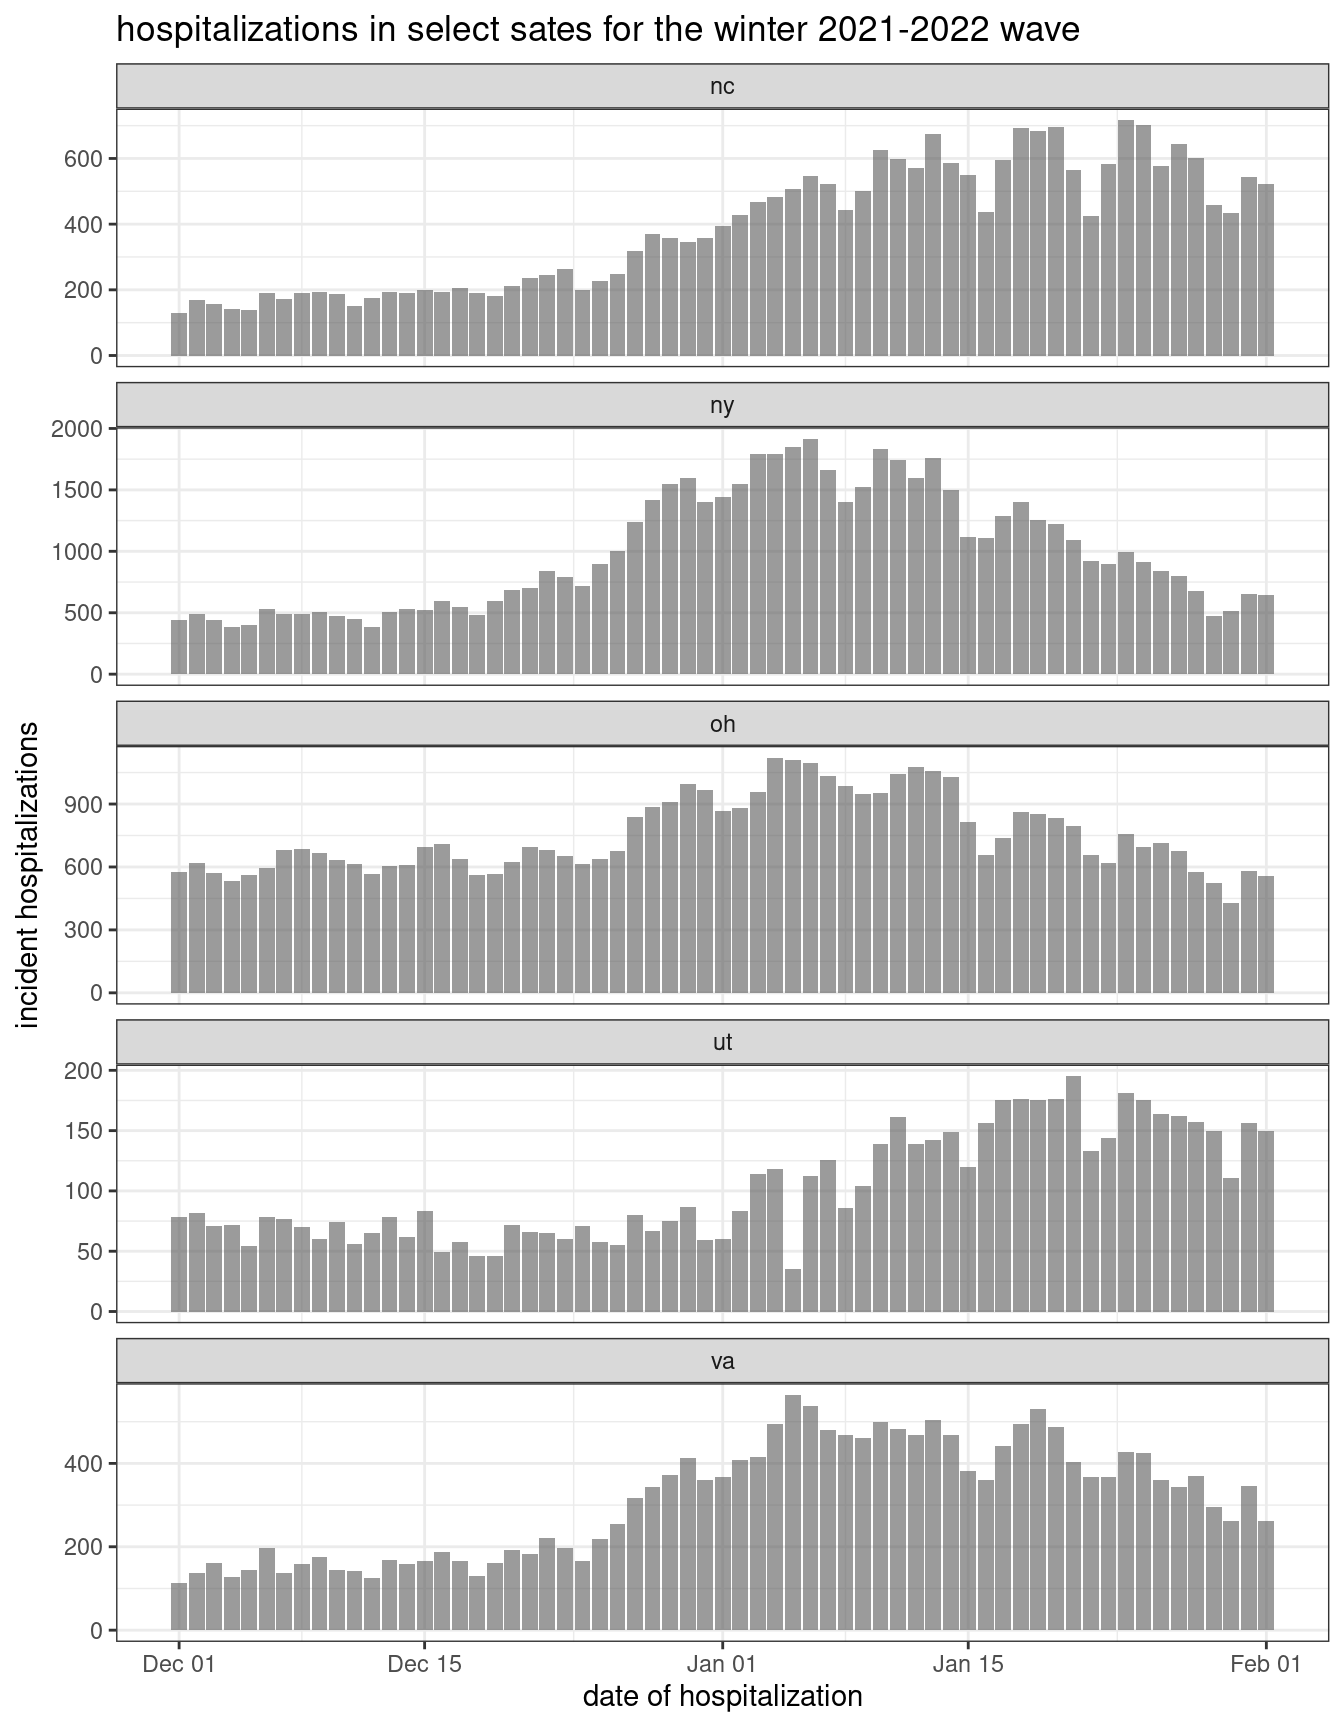 hospitalizations in select sates for the winter 2021-2022 wave
nc
600
400
200
0
ny
2000
1500
1000
500
0
oh
900
600
300
0
ut
200
150
100
50
0
va
400
200
0
incident hospitalizations
Dec 01 Dec 15 Jan 01 Jan 15 Feb 01
date of hospitalization